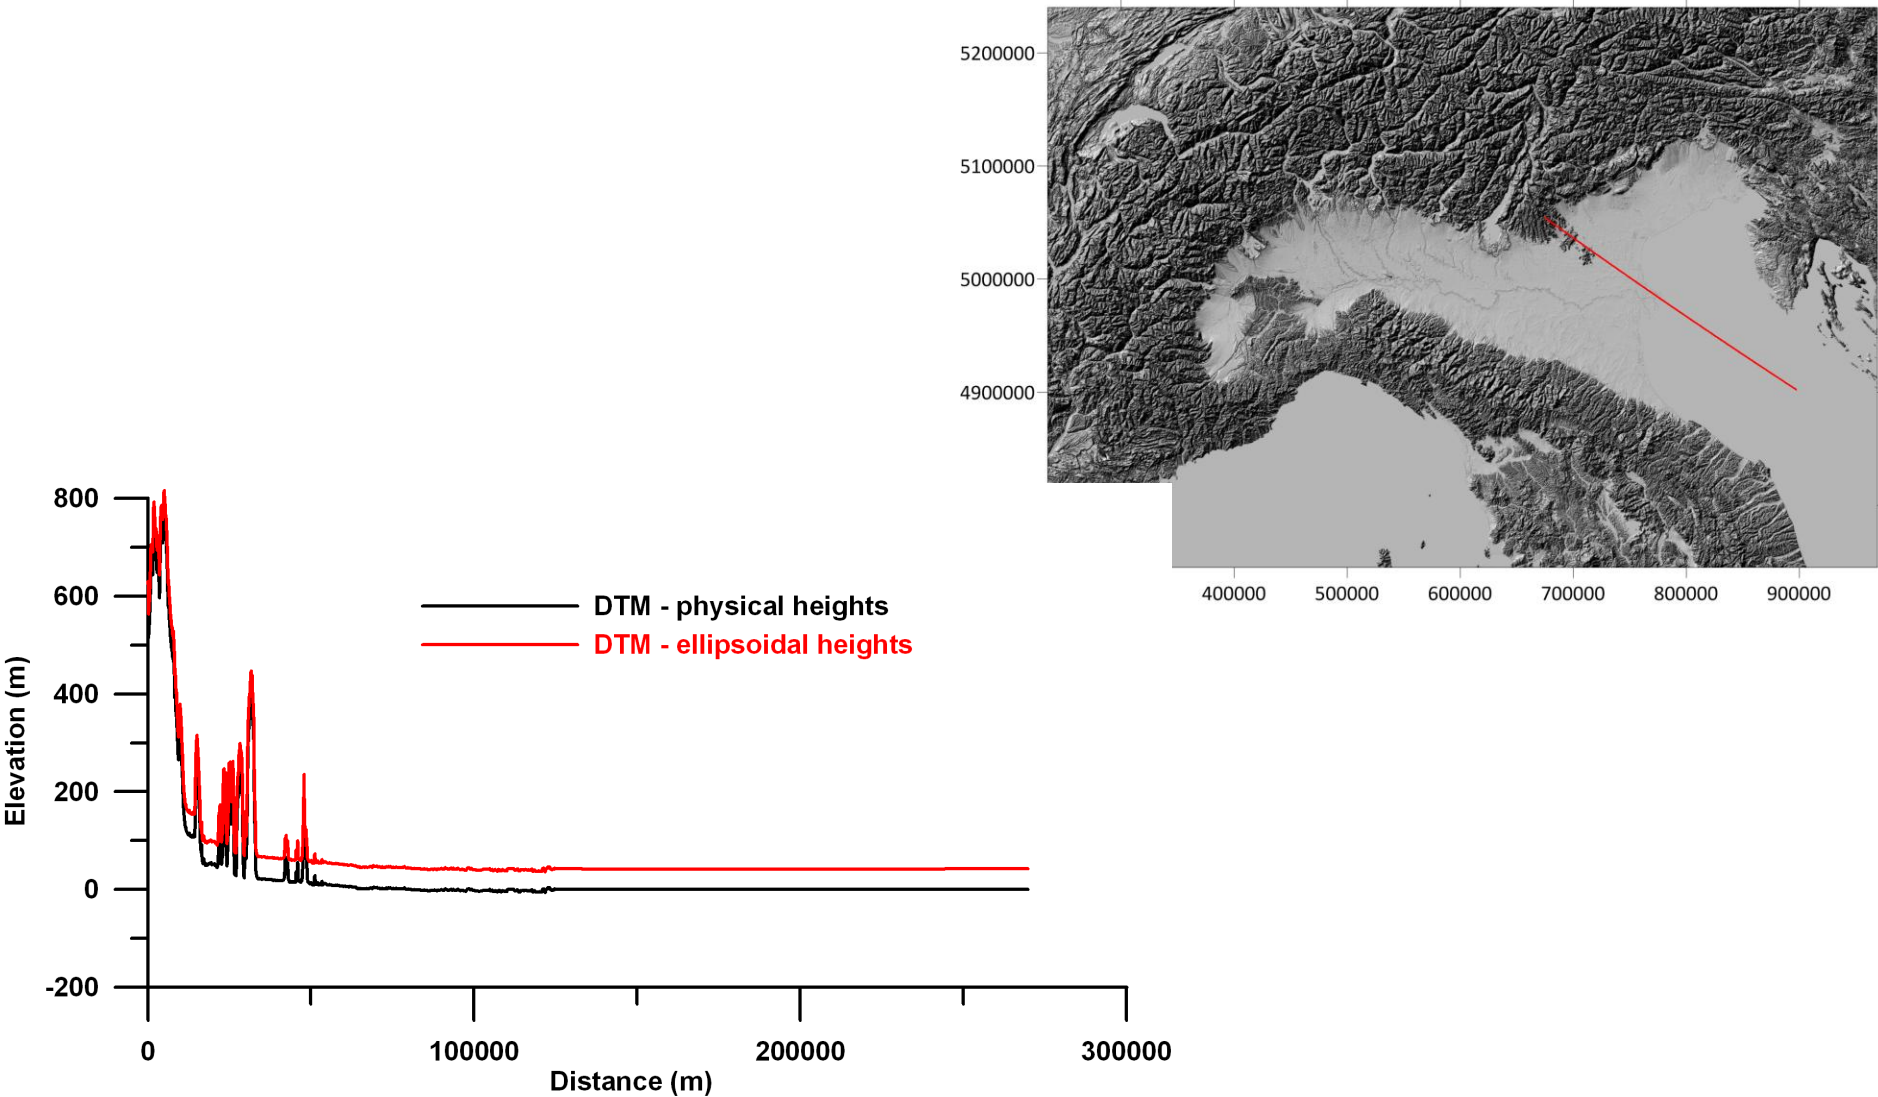 5200000
5100000
5000000
4900000
400000 500000 600000 700000 800000 900000
800
600
400
200
0
-200
Elevation (m)
DTM - physical heights
DTM - ellipsoidal heights
0 100000 200000 300000
Distance (m)